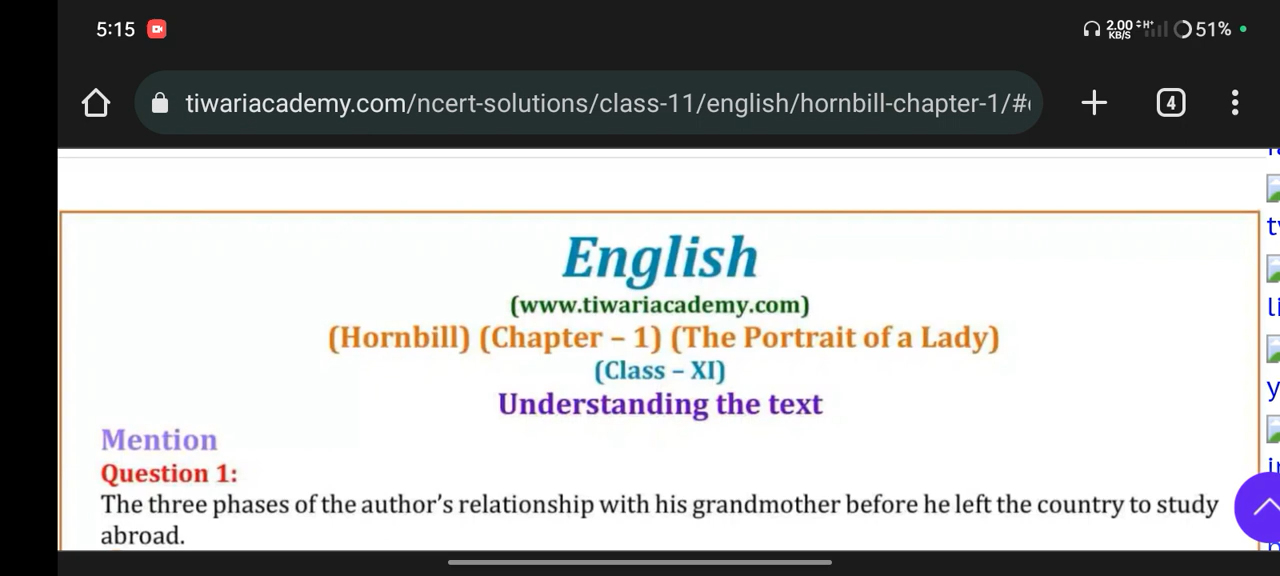 5:15
2.00 KB/S H+ 51%
tiwariacademy.com/ncert-solutions/class-11/english/hornbill-chapter-1/#
4
English
(www.tiwariacademy.com)
(Hornbill) (Chapter – 1) (The Portrait of a Lady)
(Class – XI)
Understanding the text
Mention
Question 1:
The three phases of the author’s relationship with his grandmother before he left the country to study
abroad.